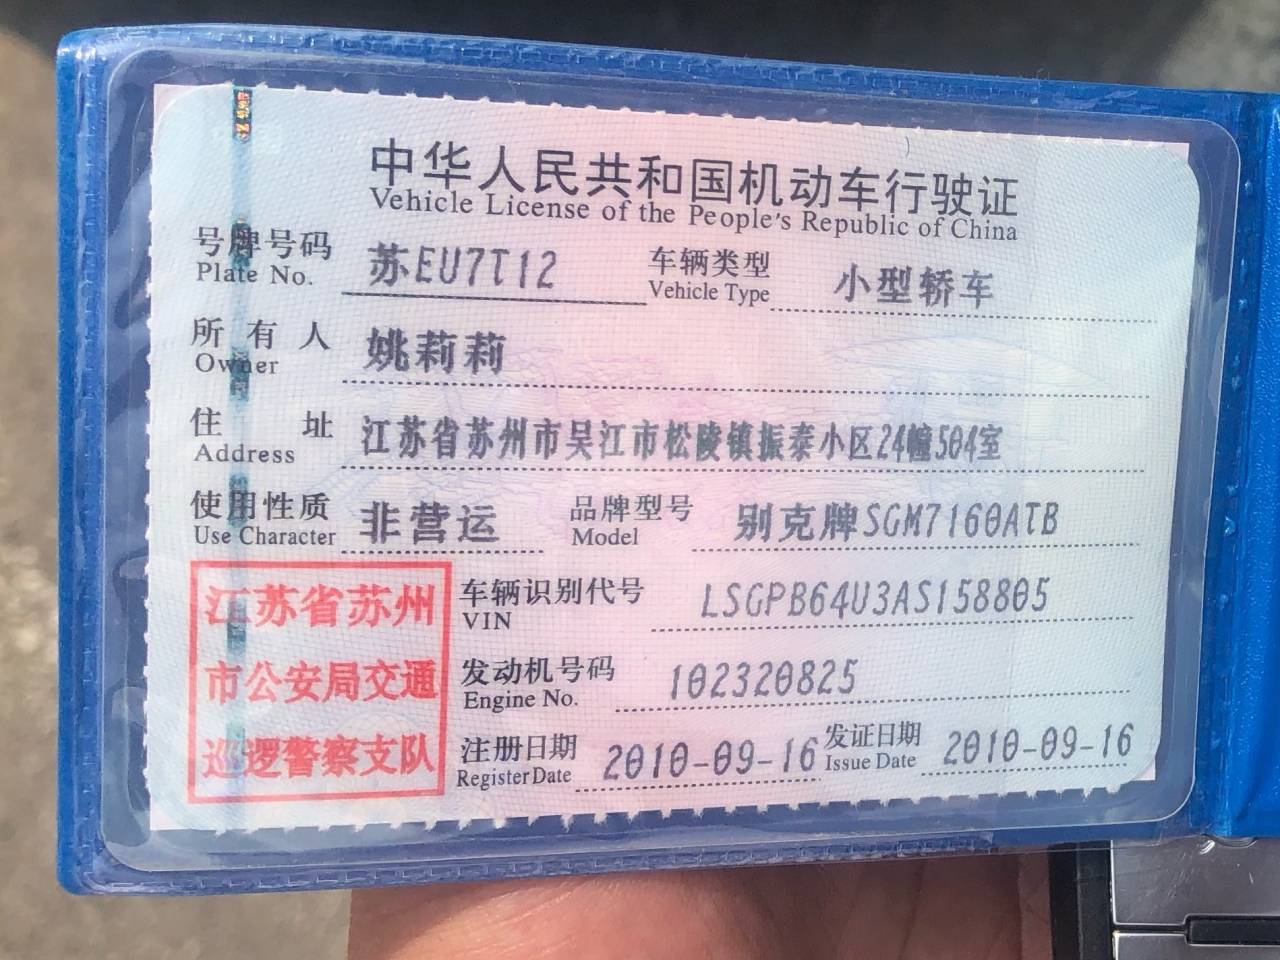 中华人民共和国机动车行驶证
Vehicle License of the People's Republic of China
号牌号码 苏EU7T12 车辆类型 小型轿车
Plate No. Vehicle Type
所有人 姚莉莉
Owner
住址 江苏省苏州市吴江市松陵镇振泰小区24幢504室
Address
使用性质 非营运 品牌型号 别克牌SGM7160ATB
Use Character Model
江苏省苏州
市公安局交通
巡逻警察支队
车辆识别代号 LSGPB64U3AS158805
VIN
发动机号码 102320825
Engine No.
注册日期 2010-09-16 发证日期 2010-09-16
Register Date Issue Date